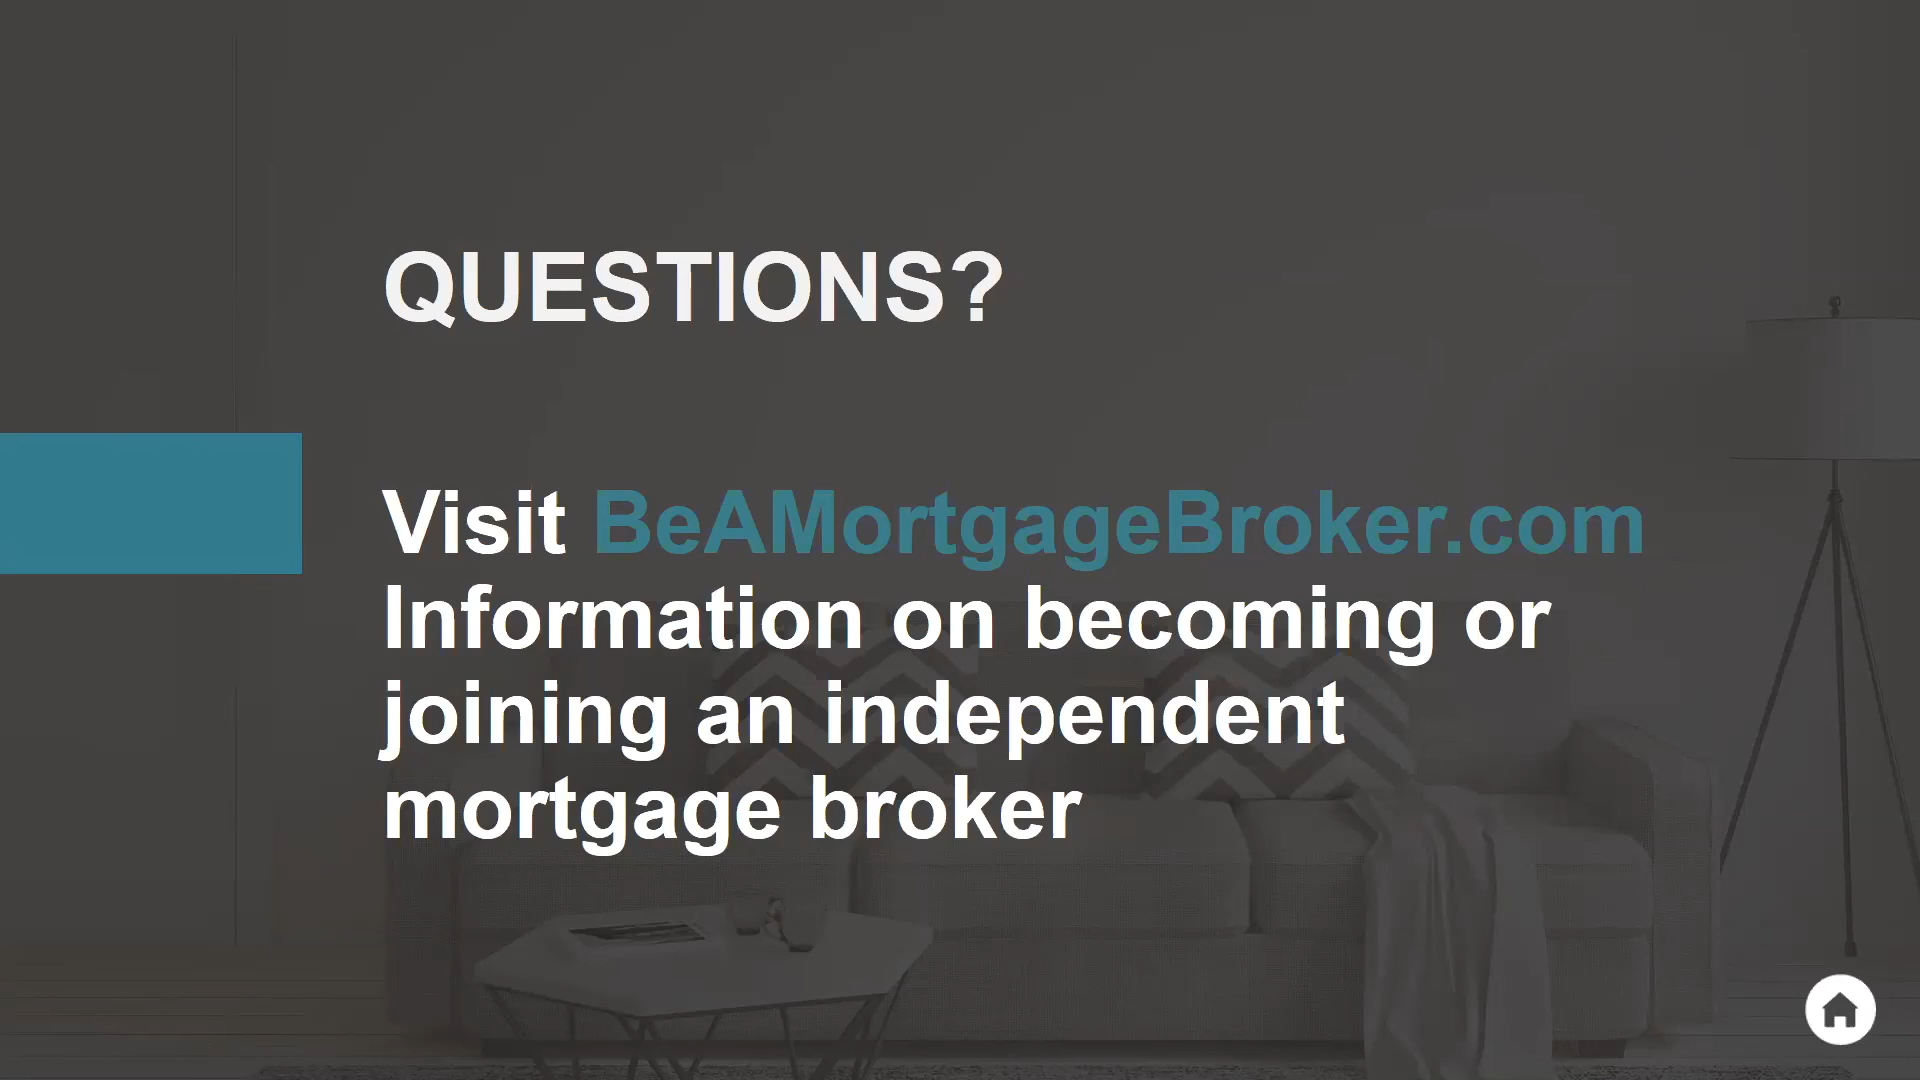 QUESTIONS?
Visit BeAMortgageBroker.com
Information on becoming or
joining an independent
mortgage broker